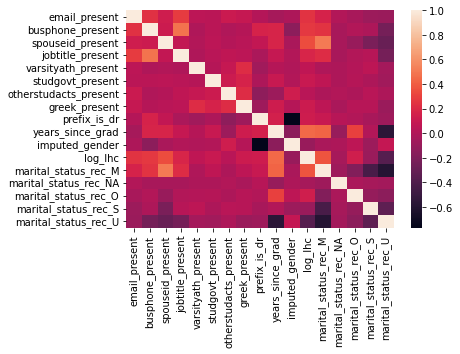 email_present
busphone_present
spouseid_present
jobtitle_present
varsityath_present
studgovt_present
otherstudacts_present
greek_present
prefix_is_dr
years_since_grad
imputed_gender
log_lhc
marital_status_rec_M
marital_status_rec_NA
marital_status_rec_O
marital_status_rec_S
marital_status_rec_U
email_present
busphone_present
spouseid_present
jobtitle_present
varsityath_present
studgovt_present
otherstudacts_present
greek_present
prefix_is_dr
years_since_grad
imputed_gender
log_lhc
marital_status_rec_M
marital_status_rec_NA
marital_status_rec_O
marital_status_rec_S
marital_status_rec_U
1.0
0.8
0.6
0.4
0.2
0.0
−0.2
−0.4
−0.6